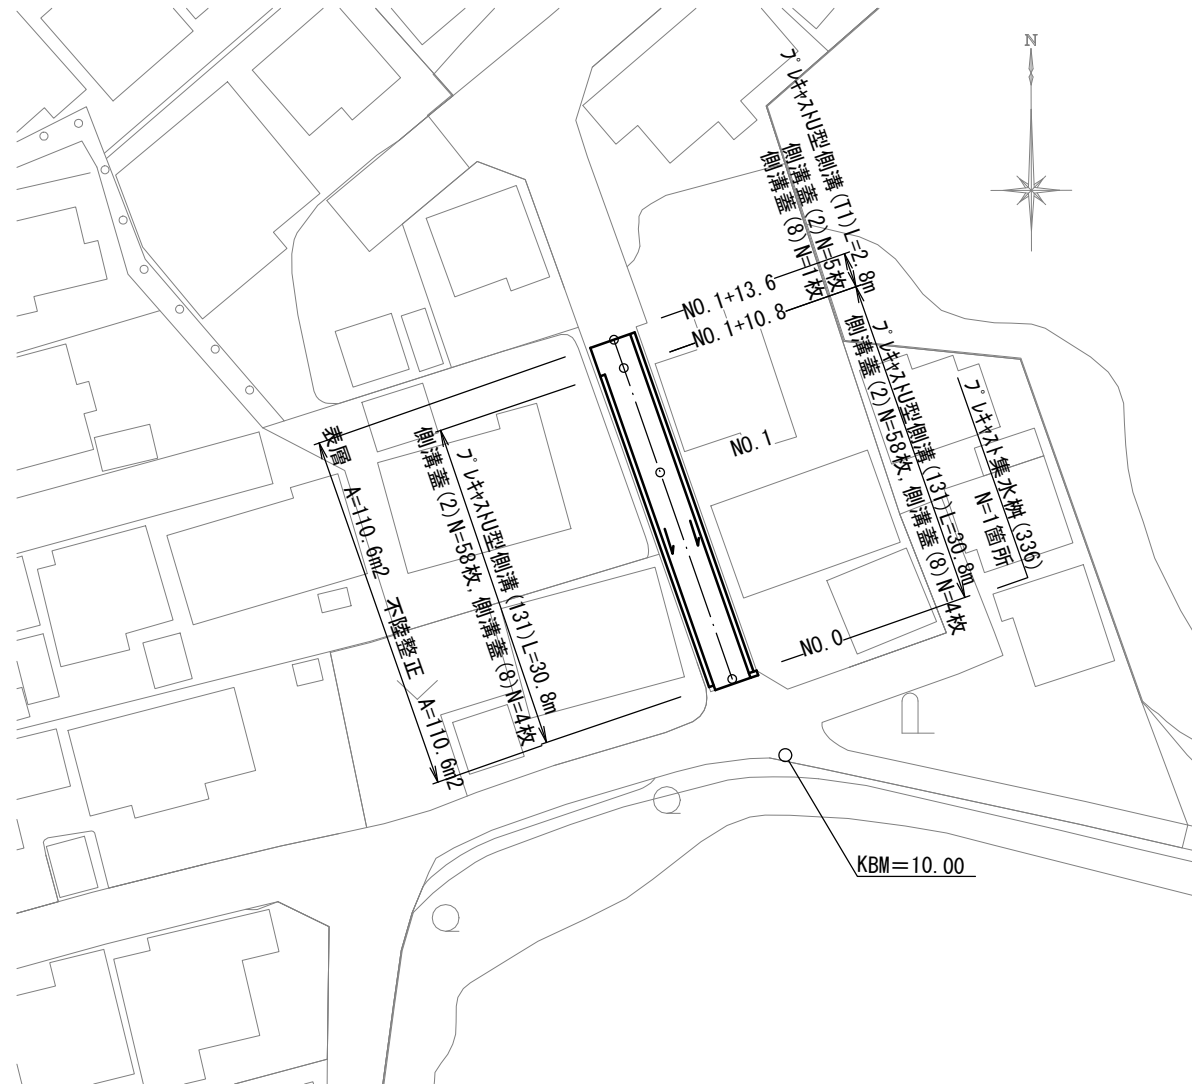 N
プレキャストU型側溝(T1)L=2.8m
側溝蓋(2)N=5枚
側溝蓋(8)N=1枚
NO.1+13.6
NO.1+10.8
プレキャストU型側溝(131)L=30.8m
側溝蓋(2)N=58枚,側溝蓋(8)N=4枚
プレキャスト集水桝(336)
N=1箇所
NO.1
表層　A=110.6m2　不陸整正　A=110.6m2
プレキャストU型側溝(131)L=30.8m
側溝蓋(2)N=58枚,側溝蓋(8)N=4枚
NO.0
KBM=10.00